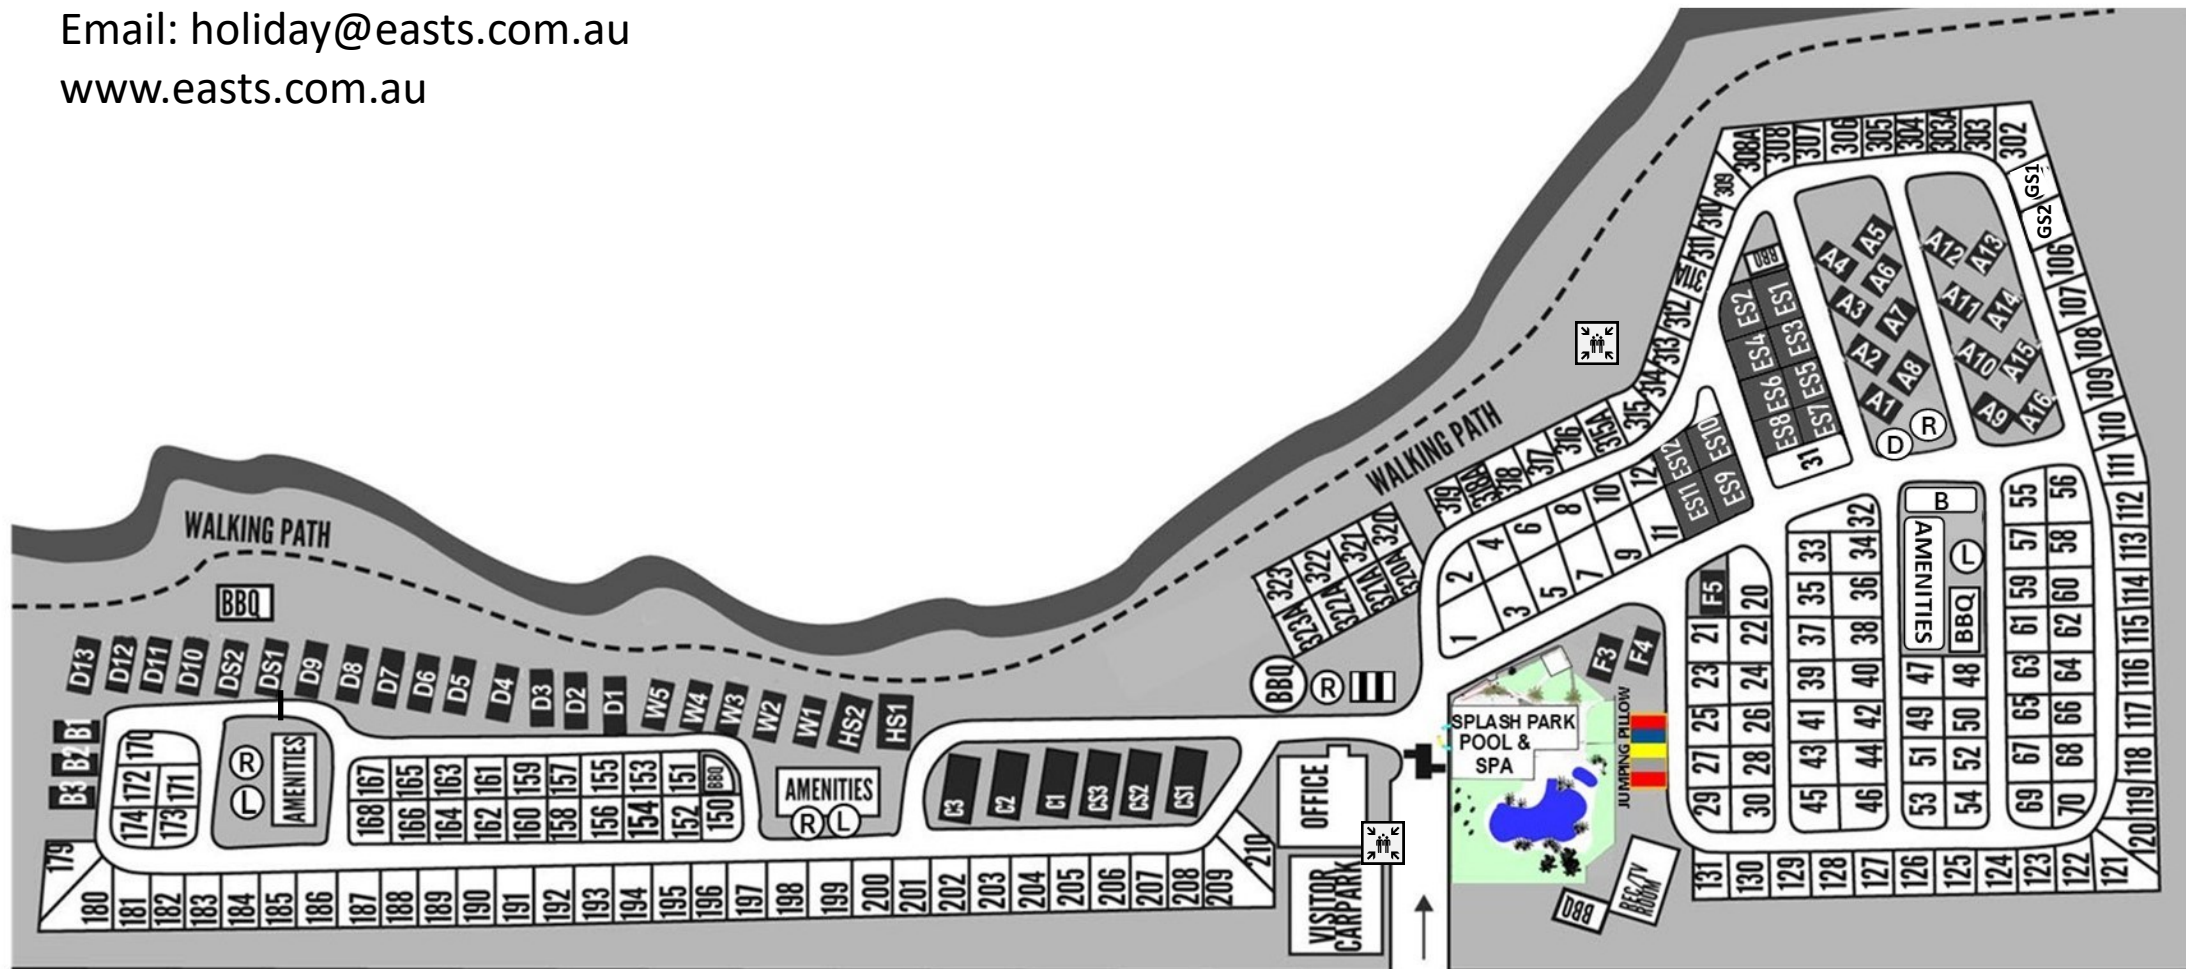 Email: holiday@easts.com.au
www.easts.com.au
308A 308 307 306 305 304 303A 303 302
309 310 311 312 313 314 315 315A 316 317 318 318A 319
GS1
GS2
106 107 108 109 110 111 112 113 114 115 116 117 118 119 120
A5 A4 A6 A3 A7 A2 A8 A1
A12 A13 A11 A14 A10 A15 A9 A16
D R
BBQ
ES2 ES1
ES4 ES3
ES6 ES5
ES8 ES7
31
ES12 ES10
ES11 ES9
WALKING PATH
WALKING PATH
323 322 321 320
323A 322A 321A 320A
2 4 6 8 10 12
1 3 5 7 9 11
BBQ R
BBQ
D13 D12 D11 D10 DS2 DS1 D9 D8 D7 D6 D5 D4 D3 D2 D1 W5 W4 W3 W2 W1 HS2 HS1
B1
B2
B3
170
172 171
174 173
R
L
AMENITIES
167 165 163 161 159 157 155 153 151 BBQ
168 166 164 162 160 158 156 154 152 150
AMENITIES
R L
C3 C2 C1 CS3 CS2 CS1
179 180 181 182 183 184 185 186 187 188 189 190 191 192 193 194 195 196 197 198 199 200 201 202 203 204 205 206 207 208 209 210
OFFICE
VISITOR
CARPARK
SPLASH PARK
POOL &
SPA
JUMPING PILLOW
F3 F4
BBQ
REC/TV
ROOM
F5 20
21 22
23 24
25 26
27 28
29 30
32
33 34
35 36
37 38
39 40
41 42
43 44
45 46
B
AMENITIES
L
BBQ
47 48
49 50
51 52
53 54
55 56
57 58
59 60
61 62
63 64
65 66
67 68
69 70
131 130 129 128 127 126 125 124 123 122 121